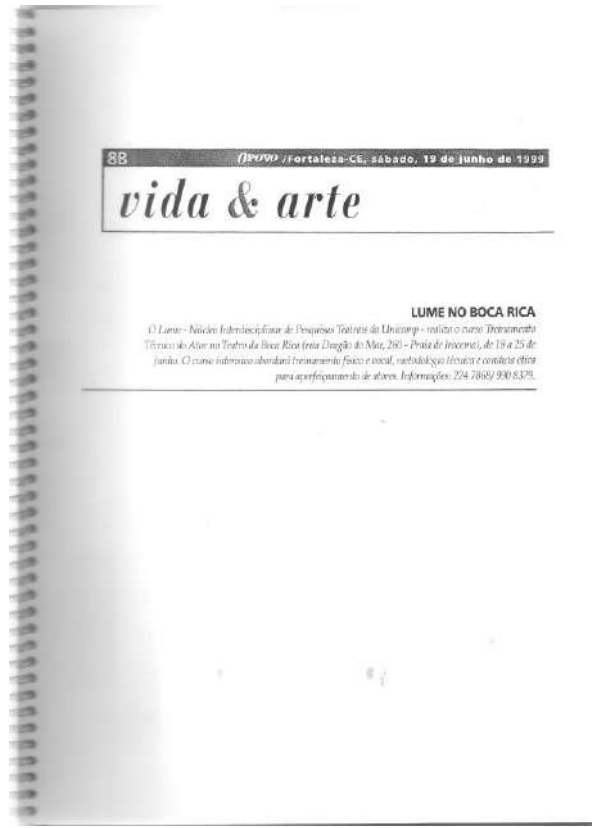 8B
O POVO / Fortaleza-CE, sábado, 19 de junho de 1999
vida & arte
LUME NO BOCA RICA
O Lume - Núcleo Interdisciplinar de Pesquisas Teatrais da Unicamp - realiza o curso Treinamento
Técnico do Ator no Teatro da Boca Rica (rua Dragão do Mar, 260 - Praia de Iracema), de 18 a 25 de
junho. O curso intensivo abordará treinamento físico e vocal, metodologia técnica e conduta ética
para aperfeiçoamento de atores. Informações: 224.7868/ 990.8329.